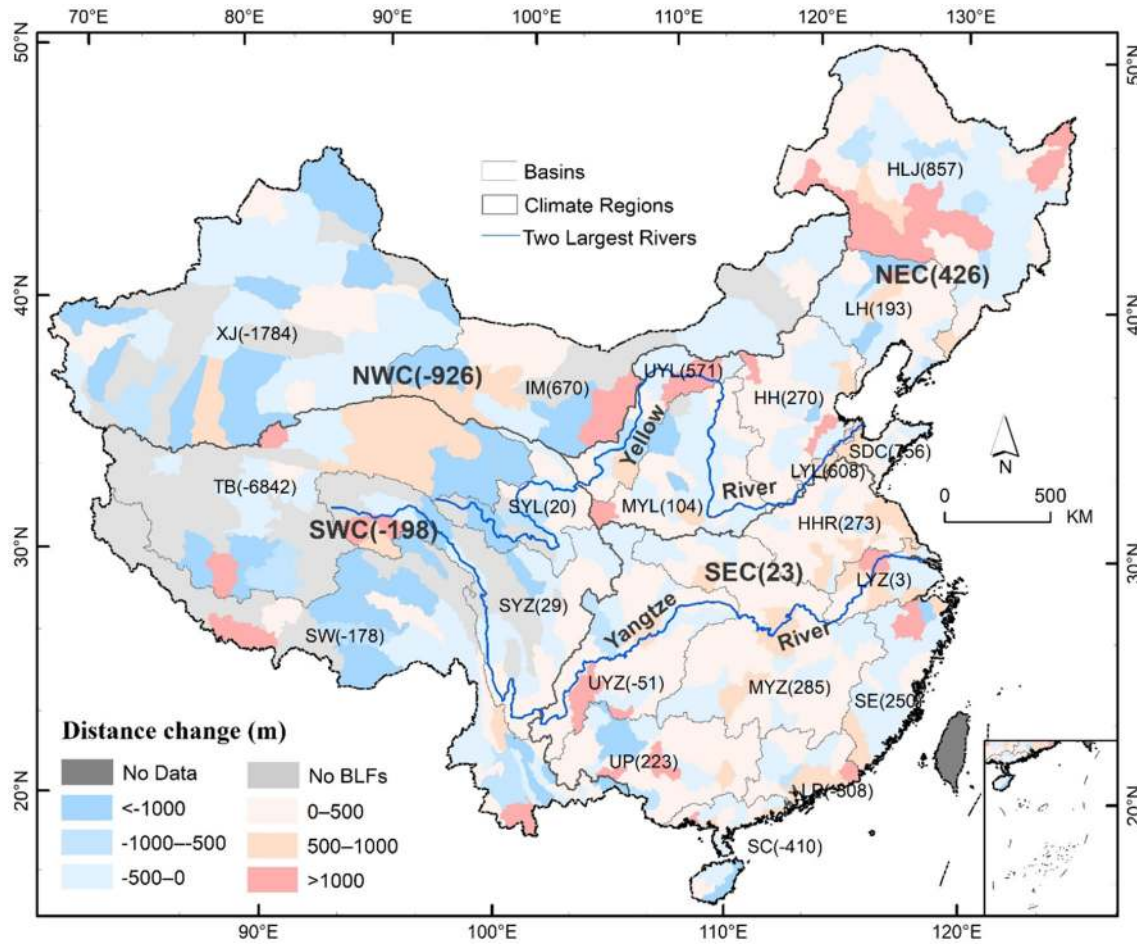 70°E 80°E 90°E 100°E 110°E 120°E 130°E
50°N
50°N
Basins
Climate Regions
Two Largest Rivers
HLJ(857)
NEC(426)
40°N
40°N
LH(193)
XJ(-1784)
NWC(-926)
IM(670)
UYL(571)
HH(270)
Yellow
SDC(756)
LYL(608)
N
TB(-6842)
SYL(20)
MYL(104)
River
0 500
KM
HHR(273)
SWC(-198)
30°N
30°N
SEC(23)
LYZ(3)
SYZ(29)
Yangtze
River
SW(-178)
UYZ(-51)
MYZ(285)
SE(250)
Distance change (m)
UP(223)
No Data
No BLFs
20°N
20°N
<-1000
0–500
-1000–-500
500–1000
SC(-410)
-500–0
>1000
90°E 100°E 110°E 120°E